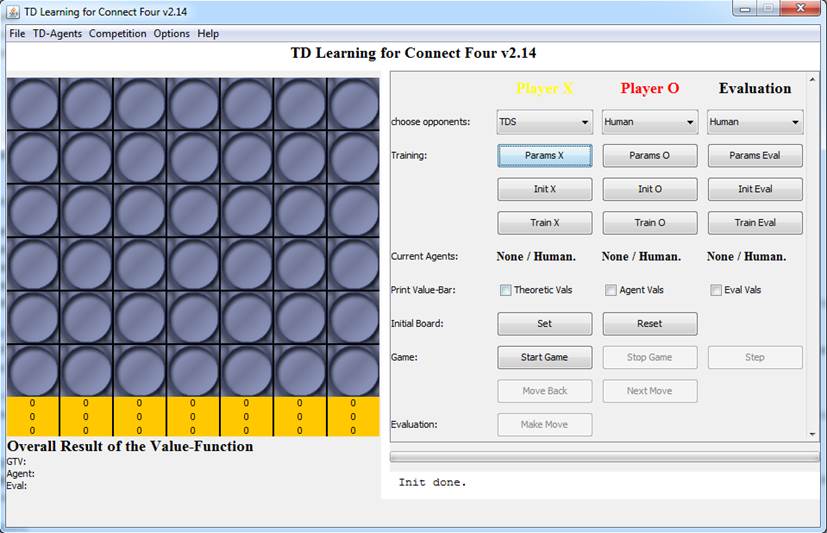 TD Learning for Connect Four v2.14
File TD-Agents Competition Options Help
TD Learning for Connect Four v2.14
Player X Player O Evaluation
choose opponents: TDS Human Human
Training: Params X Params O Params Eval
Init X Init O Init Eval
Train X Train O Train Eval
Current Agents: None / Human. None / Human. None / Human.
Print Value-Bar: Theoretic Vals Agent Vals Eval Vals
Initial Board: Set Reset
Game: Start Game Stop Game Step
Move Back Next Move
Evaluation: Make Move
0 0 0 0 0 0 0
0 0 0 0 0 0 0
0 0 0 0 0 0 0
Overall Result of the Value-Function
GTV:
Agent:
Eval:
Init done.